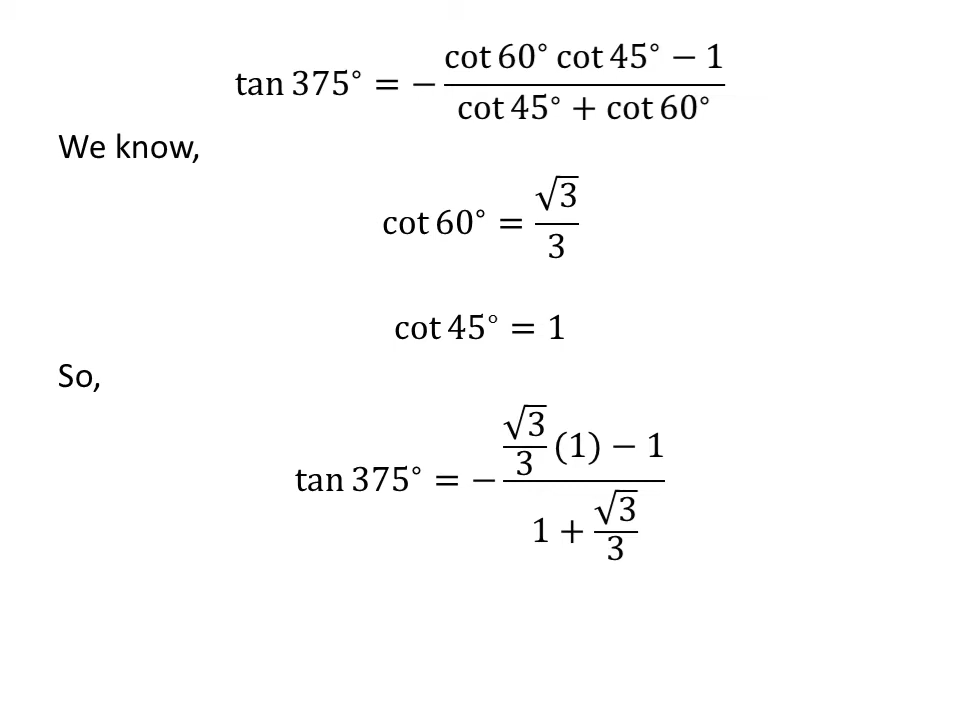 tan 375° = − (cot 60° cot 45° − 1) / (cot 45° + cot 60°)
We know,
cot 60° = √3 / 3
cot 45° = 1
So,
tan 375° = − (√3/3 (1) − 1) / (1 + √3/3)